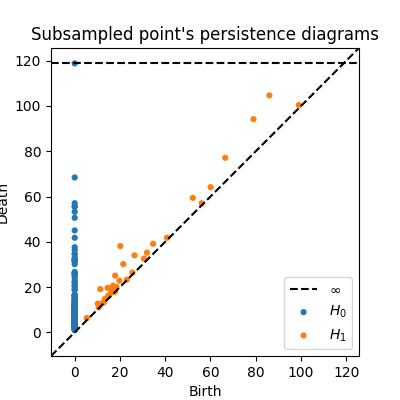 Subsampled point's persistence diagrams
120
100
80
60
40
20
0
Death
0 20 40 60 80 100 120
Birth
∞
H₀
H₁